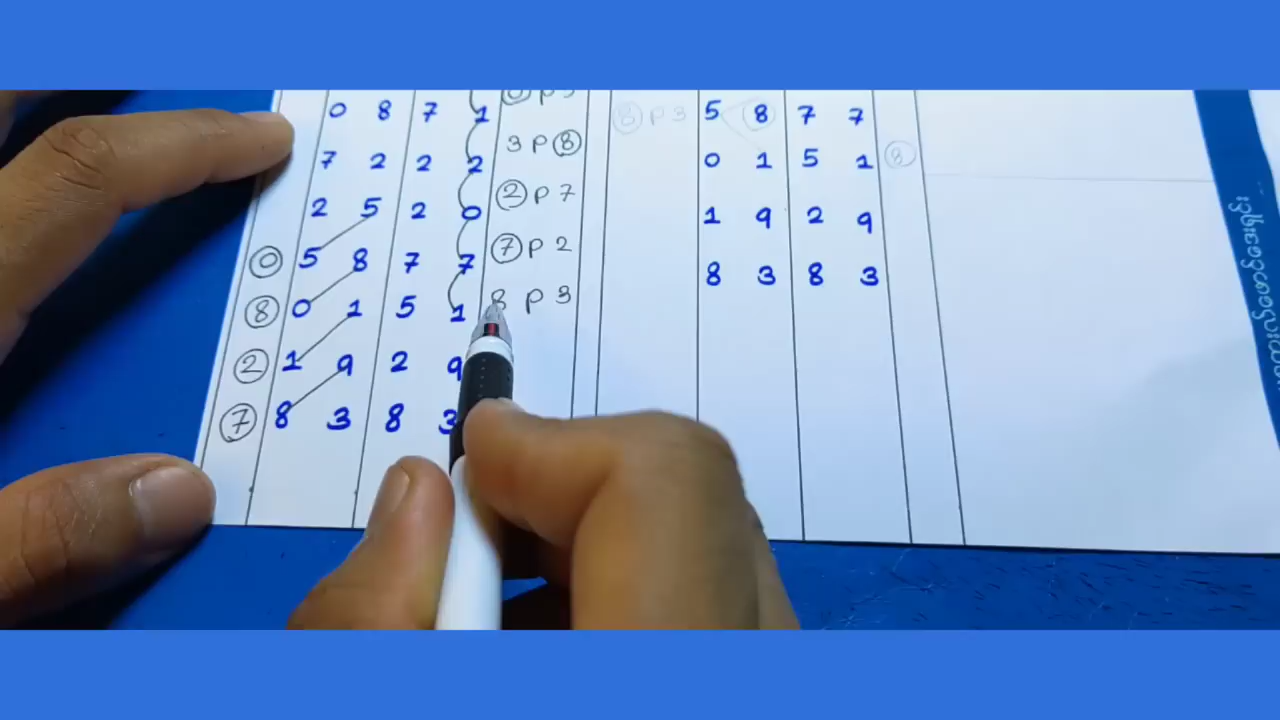 0 8 7 1
7 2 2 2 3 P ⑧
2 5 2 0 ② P 7
⓪ 5 8 7 7 ⑦ P 2
⑧ 0 1 5 1 8 P 3
② 1 9 2 9
⑦ 8 3 8 3
⑧ P 3 5 8 7 7
0 1 5 1 ⑧
1 9 2 9
8 3 8 3